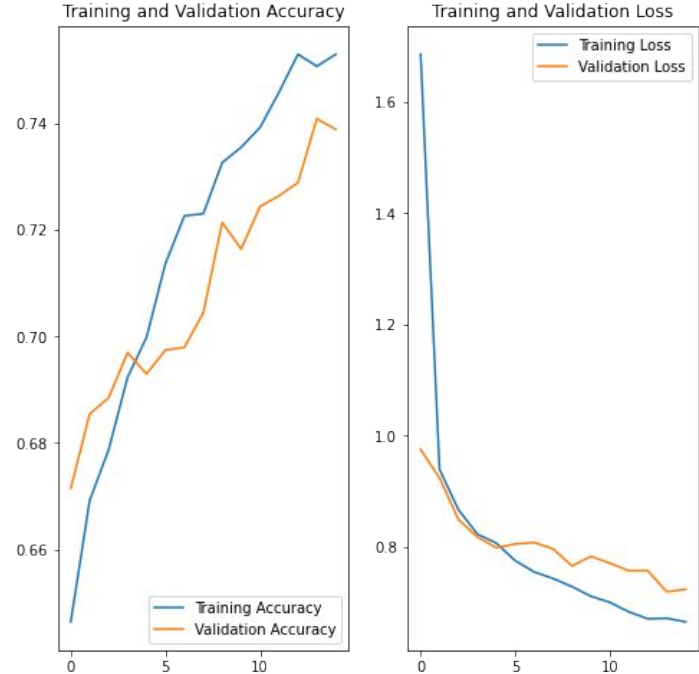 Training and Validation Accuracy
0.74
0.72
0.70
0.68
0.66
Training Accuracy
Validation Accuracy
0
5
10
Training and Validation Loss
Training Loss
Validation Loss
1.6
1.4
1.2
1.0
0.8
0
5
10